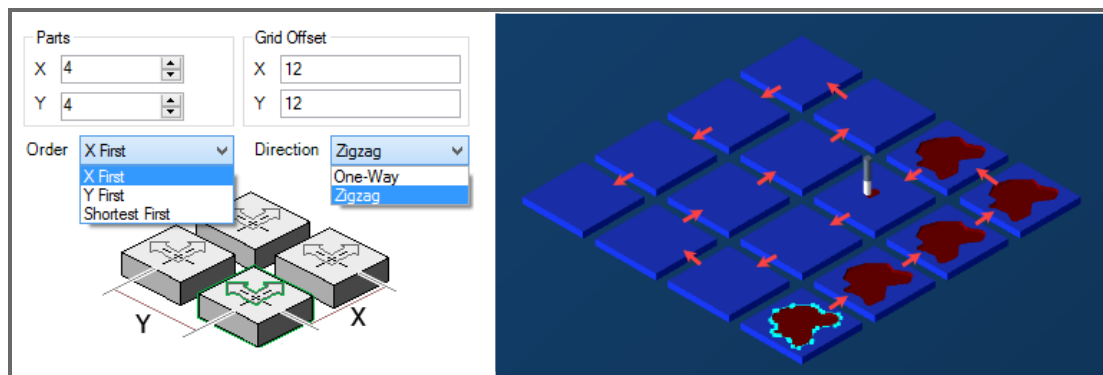 Parts
X 4
Y 4
Grid Offset
X 12
Y 12
Order X First
X First
Y First
Shortest First
Direction Zigzag
One-Way
Zigzag
Y
X